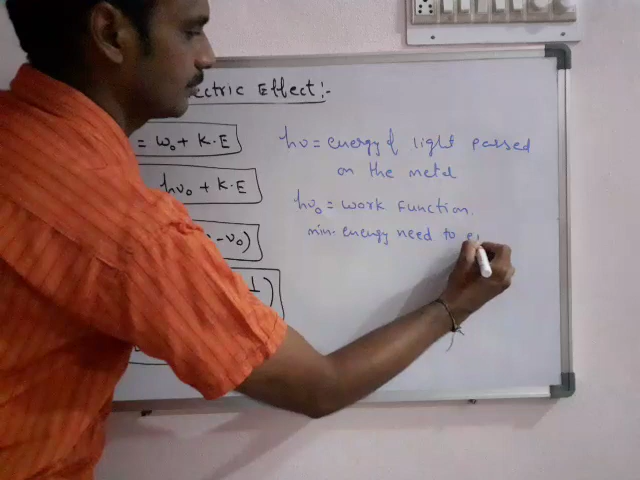 ectric Effect:-
= W₀ + K.E
hν₀ + K.E
- ν₀)
hν = energy of light passed
on the metal
hν₀ = work function.
min. energy need to e